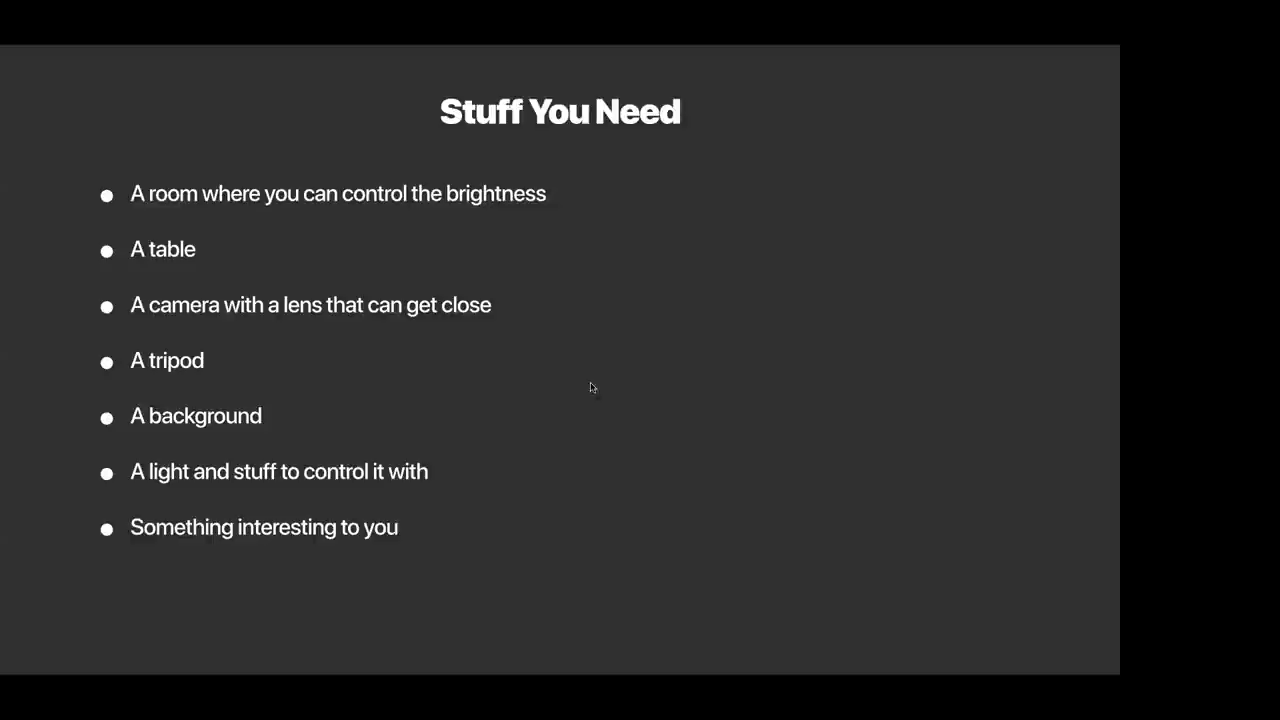 Stuff You Need
A room where you can control the brightness
A table
A camera with a lens that can get close
A tripod
A background
A light and stuff to control it with
Something interesting to you